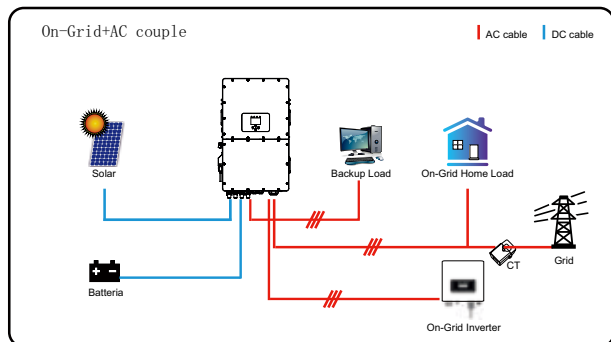 On-Grid+AC couple
AC cable
DC cable
Solar
Backup Load
On-Grid Home Load
CT
Grid
Batteria
On-Grid Inverter